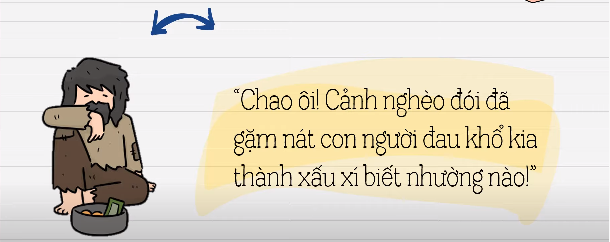 “Chao ôi! Cảnh nghèo đói đã
gặm nát con người đau khổ kia
thành xấu xí biết nhường nào!”